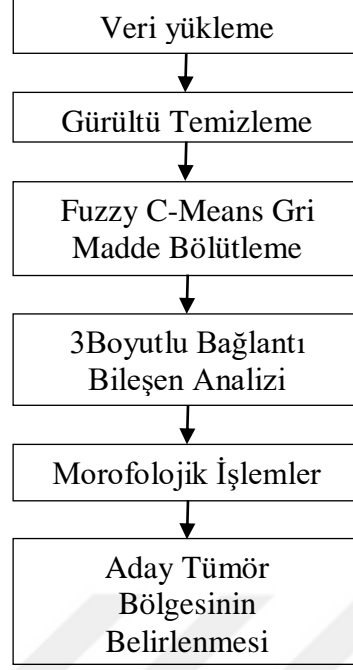 Veri yükleme
Gürültü Temizleme
Fuzzy C-Means Gri
Madde Bölütleme
3Boyutlu Bağlantı
Bileşen Analizi
Morofolojik İşlemler
Aday Tümör
Bölgesinin
Belirlenmesi